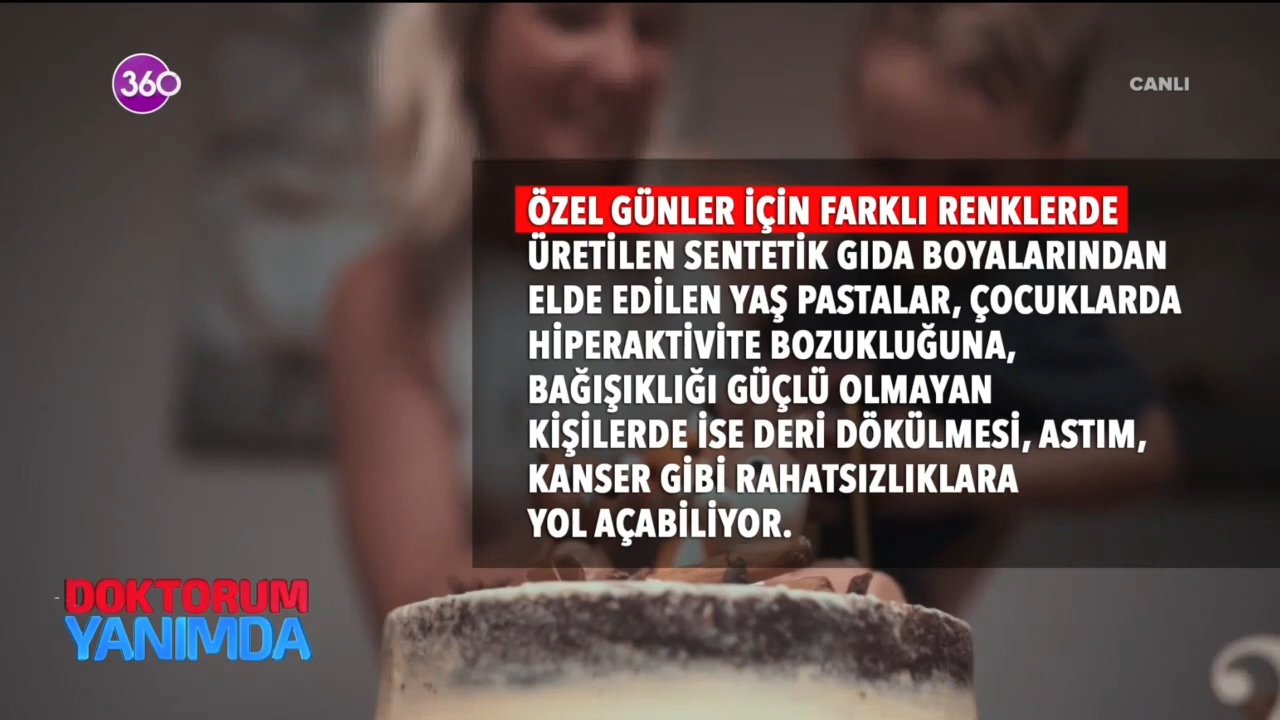 360
CANLI
ÖZEL GÜNLER İÇİN FARKLI RENKLERDE
ÜRETİLEN SENTETİK GIDA BOYALARINDAN
ELDE EDİLEN YAŞ PASTALAR, ÇOCUKLARDA
HİPERAKTİVİTE BOZUKLUĞUNA,
BAĞIŞIKLIĞI GÜÇLÜ OLMAYAN
KİŞİLERDE İSE DERİ DÖKÜLMESİ, ASTIM,
KANSER GİBİ RAHATSIZLIKLARA
YOL AÇABİLİYOR.
DOKTORUM
YANIMDA